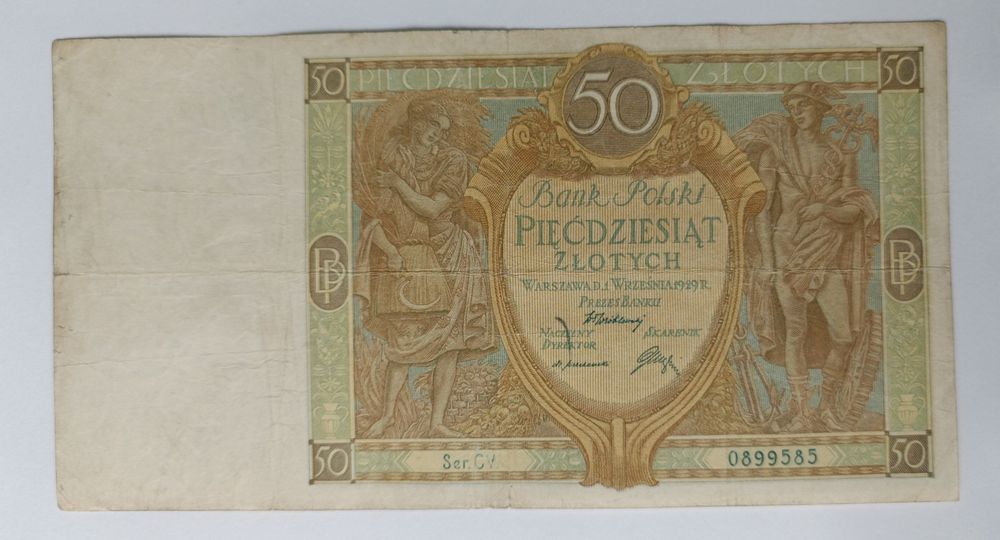 50 PIĘĆDZIESIĄT 50 ZŁOTYCH 50
Bank Polski
PIĘĆDZIESIĄT
ZŁOTYCH
WARSZAWA D. 1 WRZEŚNIA 1929 R.
PREZES BANKU
NACZELNY SKARBNIK
DYREKTOR
BP BP
50 Ser. CV. 0899585 50